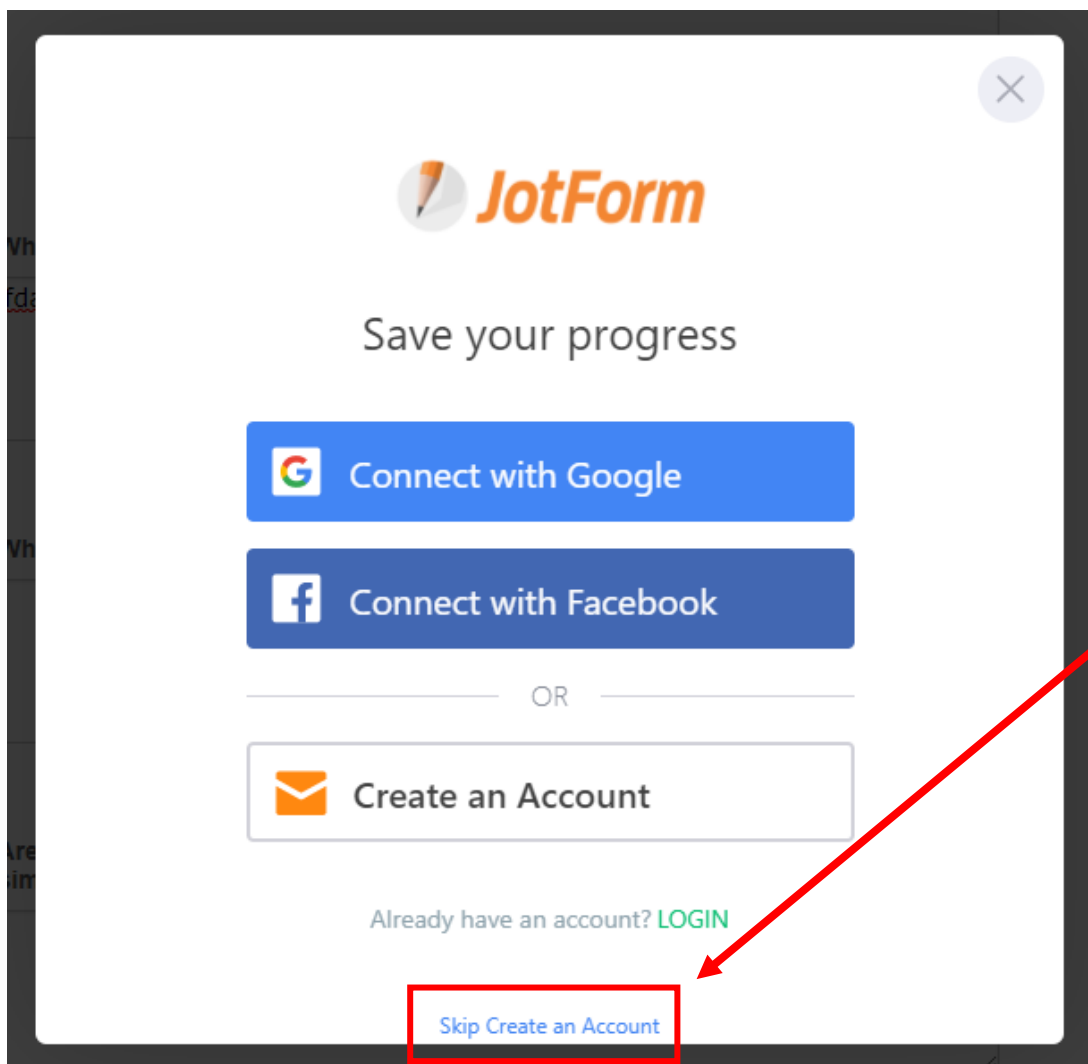 JotForm
Save your progress
Connect with Google
Connect with Facebook
OR
Create an Account
Already have an account? LOGIN
Skip Create an Account